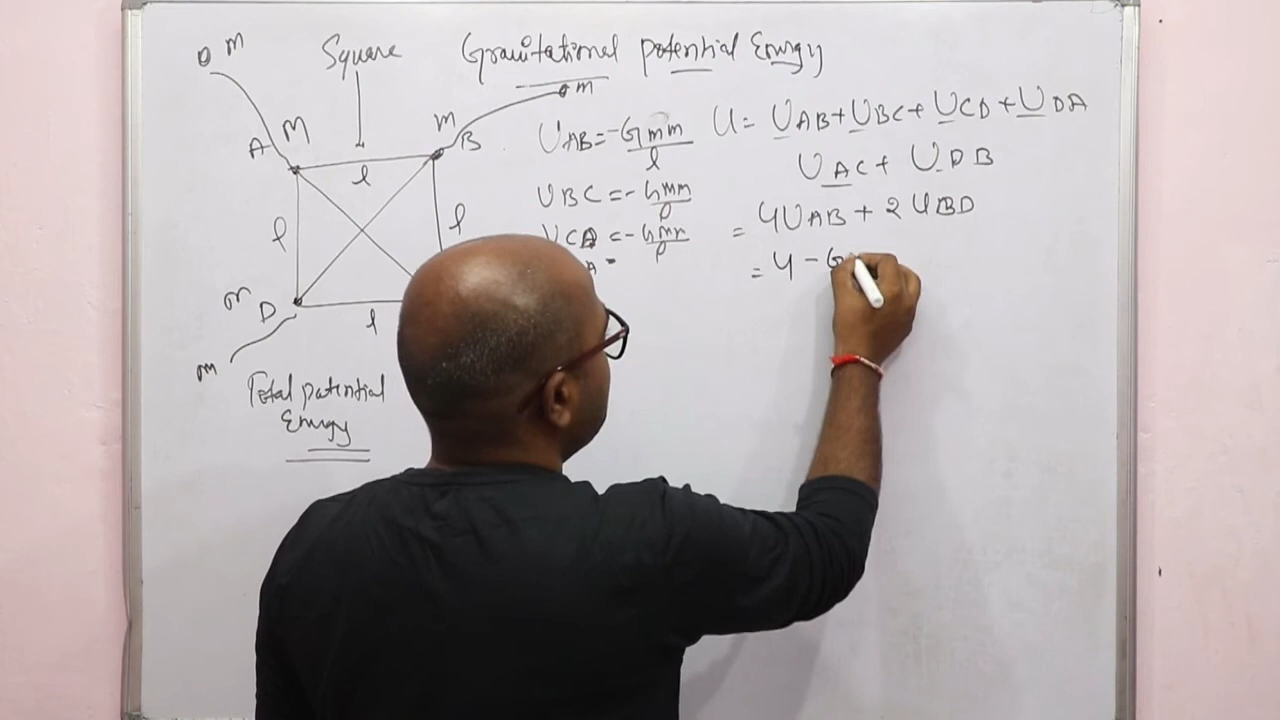 Square
Gravitational potential Energy
m
A M
m B
m
l
l
l
l
m D
m
Total potential
Energy
UAB = -Gmm/l
UBC = -Gmm/l
UCD = -Gmm/l
A =
U = UAB + UBC + UCD + UDA
UAC + UDB
= 4UAB + 2UBD
= 4 - G